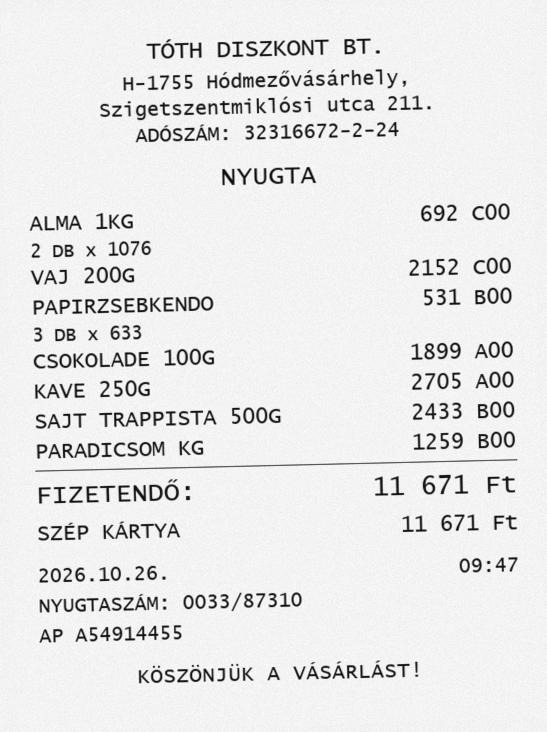 TÓTH DISZKONT BT.
H-1755 Hódmezővásárhely,
Szigetszentmiklósi utca 211.
ADÓSZÁM: 32316672-2-24
NYUGTA
ALMA 1KG 692 C00
2 DB x 1076
VAJ 200G 2152 C00
PAPIRZSEBKENDO 531 B00
3 DB x 633
CSOKOLADE 100G 1899 A00
KAVE 250G 2705 A00
SAJT TRAPPISTA 500G 2433 B00
PARADICSOM KG 1259 B00
FIZETENDŐ: 11 671 Ft
SZÉP KÁRTYA 11 671 Ft
2026.10.26. 09:47
NYUGTASZÁM: 0033/87310
AP A54914455
KÖSZÖNJÜK A VÁSÁRLÁST!